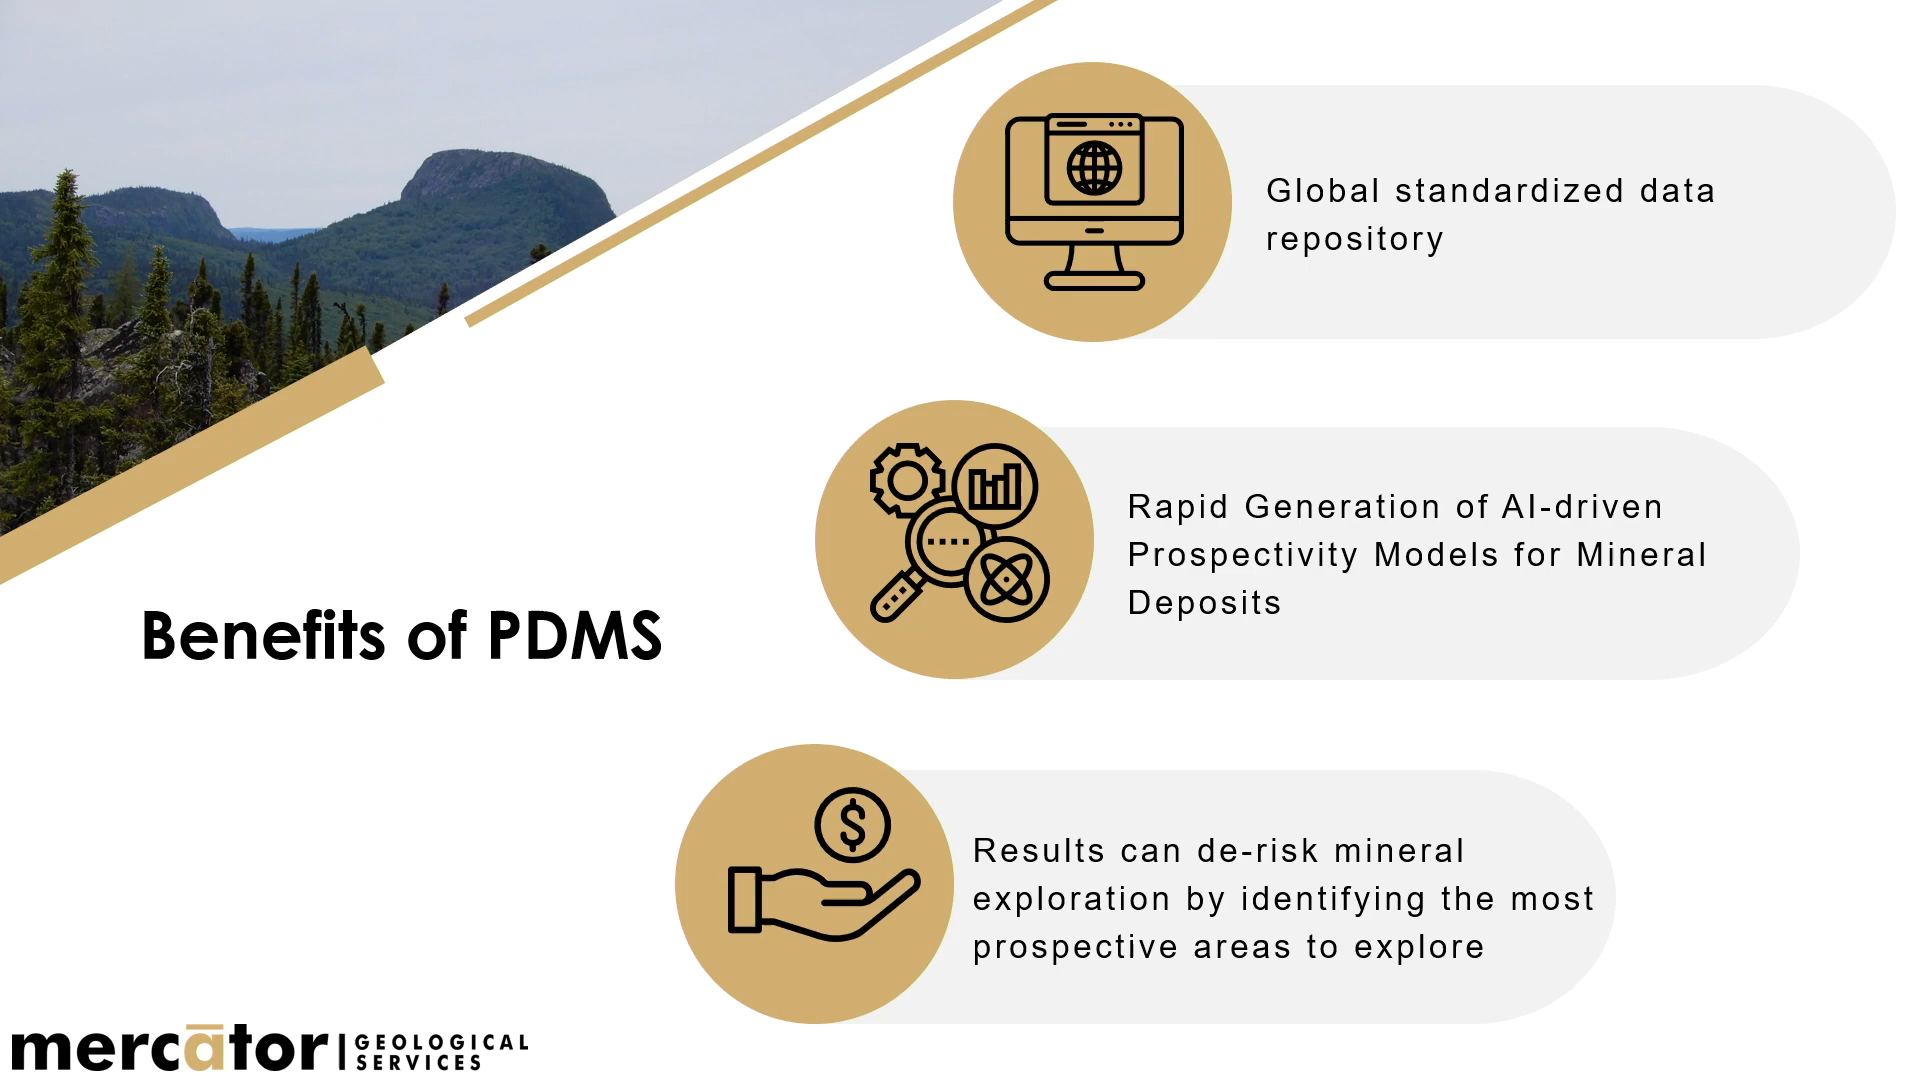 Global standardized data
repository
Rapid Generation of AI-driven
Prospectivity Models for Mineral
Deposits
Benefits of PDMS
Results can de-risk mineral
exploration by identifying the most
prospective areas to explore
mercātor
GEOLOGICAL
SERVICES